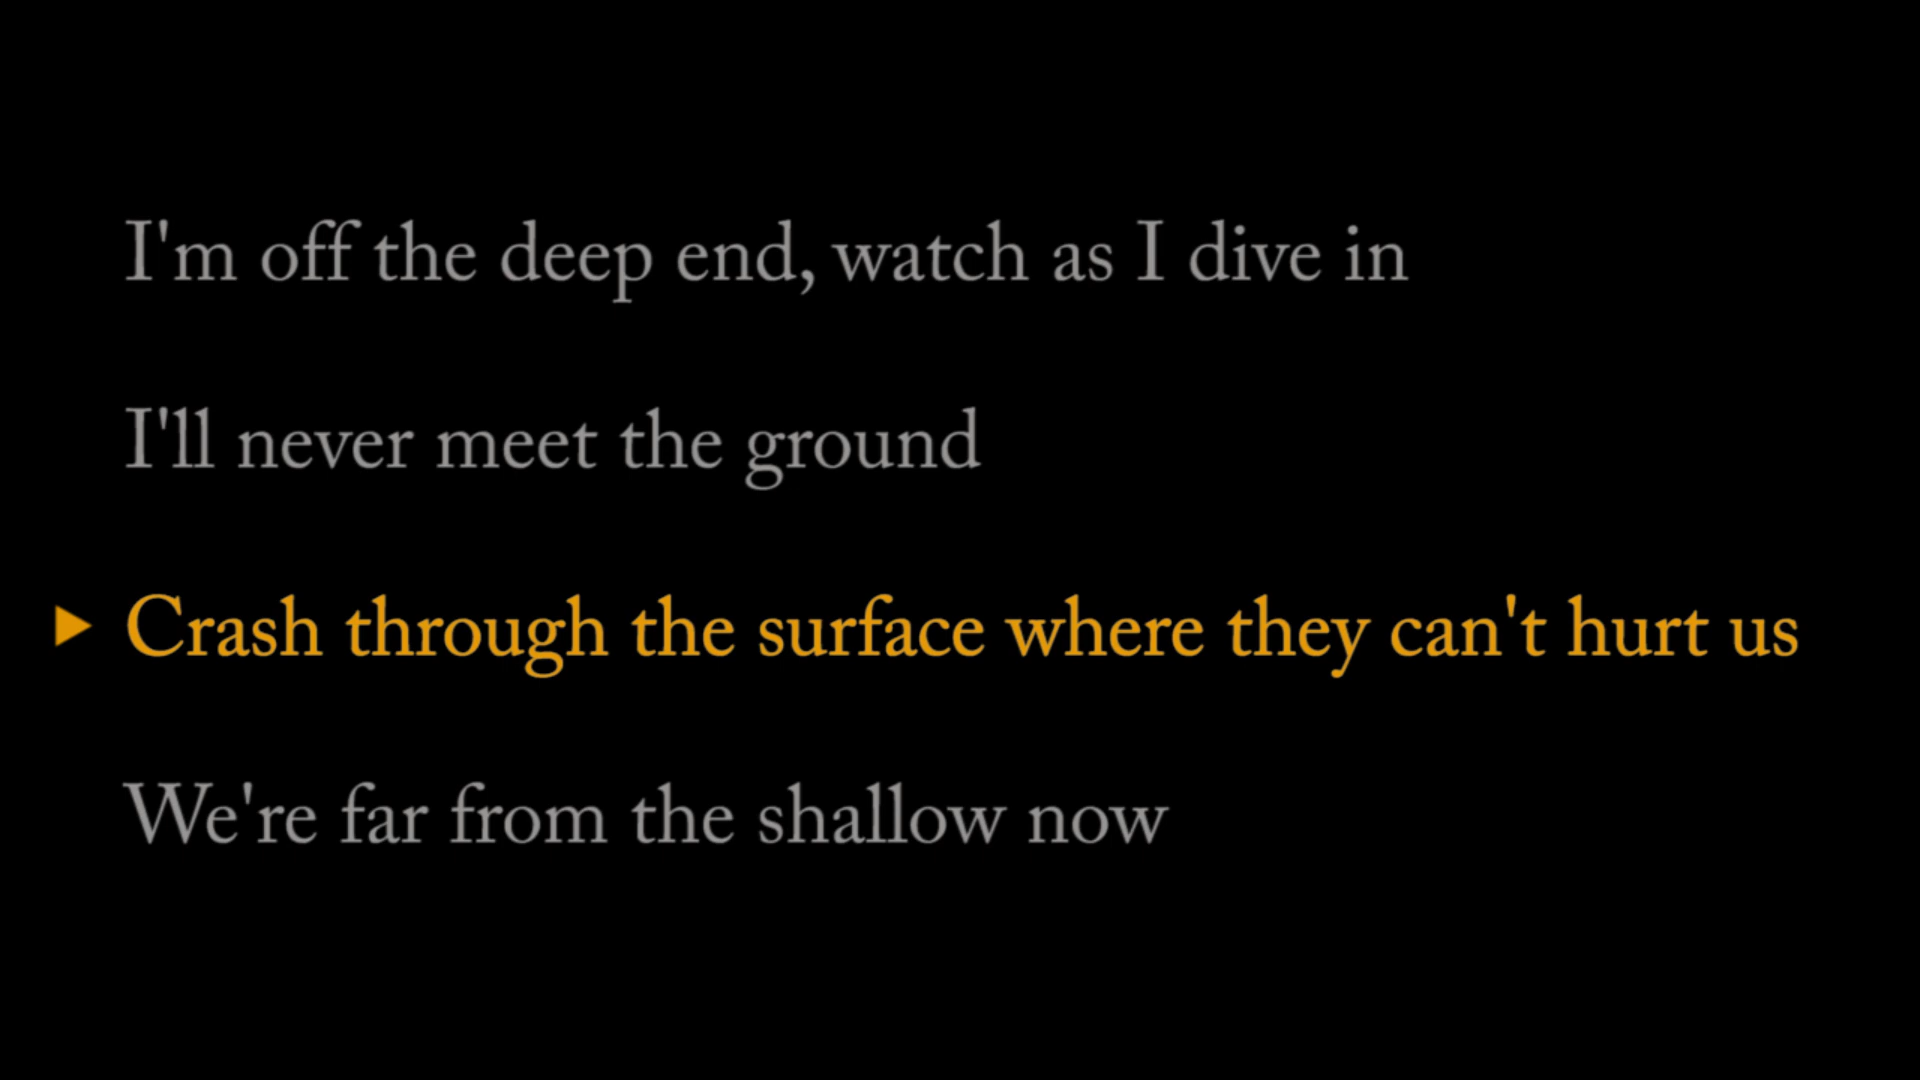 I'm off the deep end, watch as I dive in
I'll never meet the ground
Crash through the surface where they can't hurt us
We're far from the shallow now